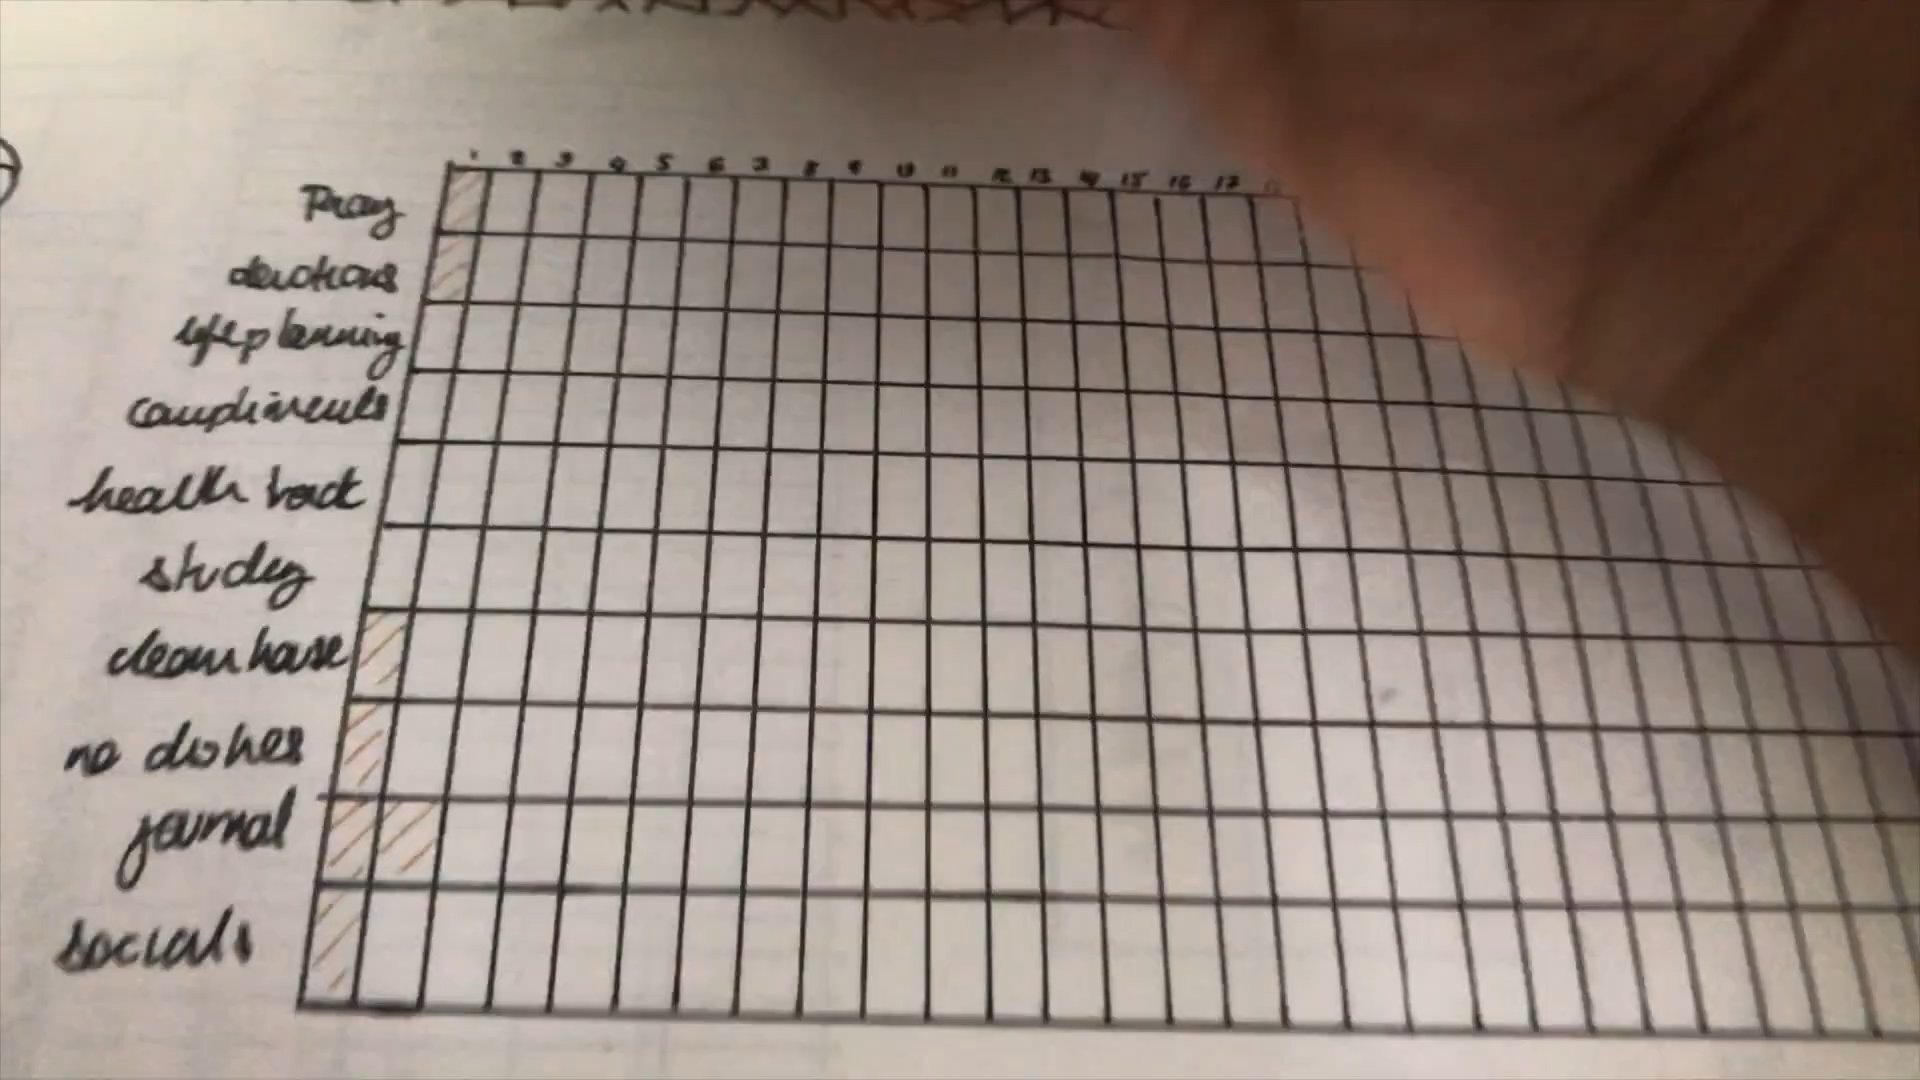 1 2 3 4 5 6 7 8 9 10 11 12 13 14 15 16 17
Pray
devotions
life planning
compliments
health track
study
clean house
no dishes
journal
socials